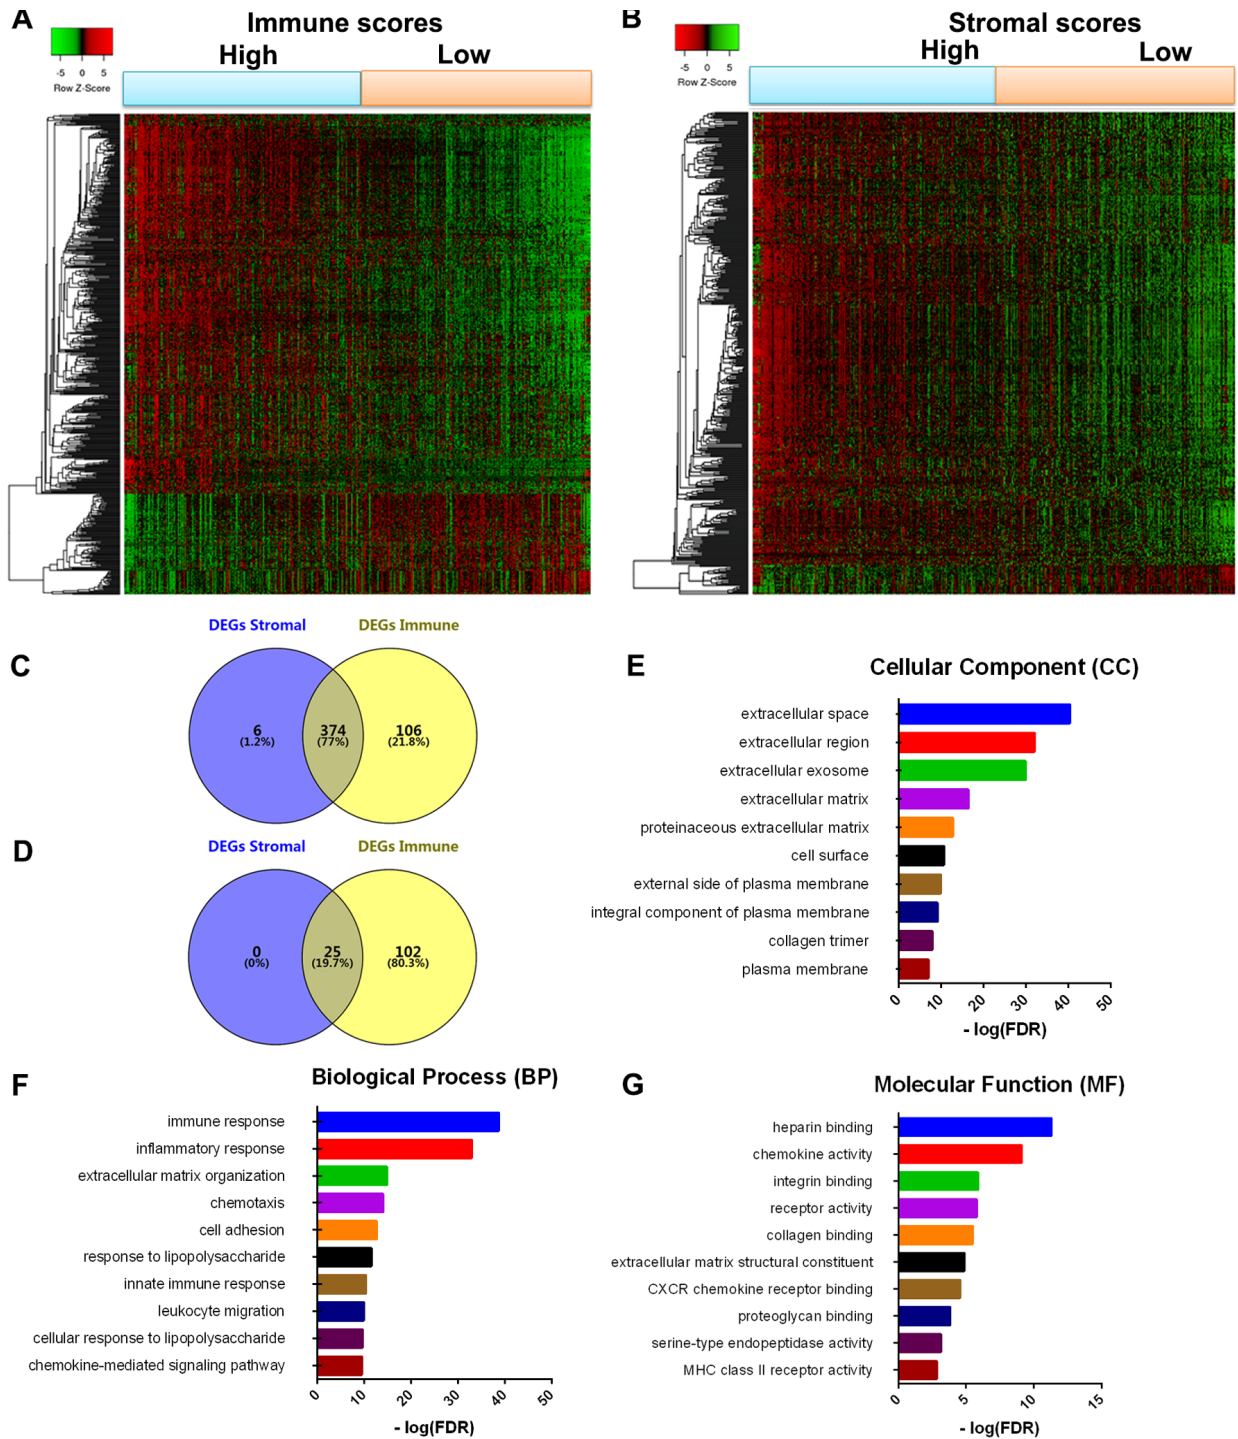 A
Immune scores
High
Low
-5 0 5
Row Z-Score
B
Stromal scores
High
Low
-5 0 5
Row Z-Score
C
DEGs Stromal
DEGs Immune
6
(1.2%)
374
(77%)
106
(21.8%)
D
DEGs Stromal
DEGs Immune
0
(0%)
25
(19.7%)
102
(80.3%)
E
Cellular Component (CC)
extracellular space
extracellular region
extracellular exosome
extracellular matrix
proteinaceous extracellular matrix
cell surface
external side of plasma membrane
integral component of plasma membrane
collagen trimer
plasma membrane
0 10 20 30 40 50
- log(FDR)
F
Biological Process (BP)
immune response
inflammatory response
extracellular matrix organization
chemotaxis
cell adhesion
response to lipopolysaccharide
innate immune response
leukocyte migration
cellular response to lipopolysaccharide
chemokine-mediated signaling pathway
0 10 20 30 40 50
- log(FDR)
G
Molecular Function (MF)
heparin binding
chemokine activity
integrin binding
receptor activity
collagen binding
extracellular matrix structural constituent
CXCR chemokine receptor binding
proteoglycan binding
serine-type endopeptidase activity
MHC class II receptor activity
0 5 10 15
- log(FDR)